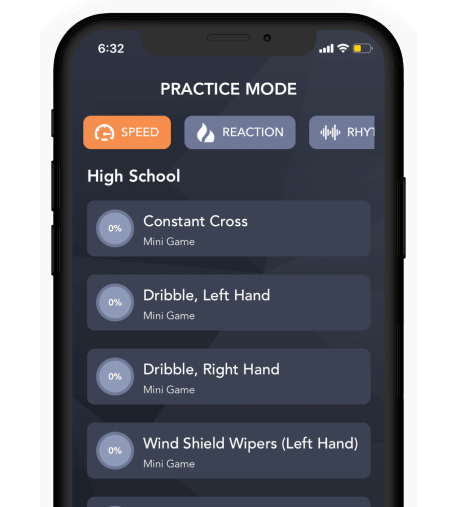 6:32
PRACTICE MODE
SPEED
REACTION
High School
0%
Constant Cross
Mini Game
0%
Dribble, Left Hand
Mini Game
0%
Dribble, Right Hand
Mini Game
0%
Wind Shield Wipers (Left Hand)
Mini Game